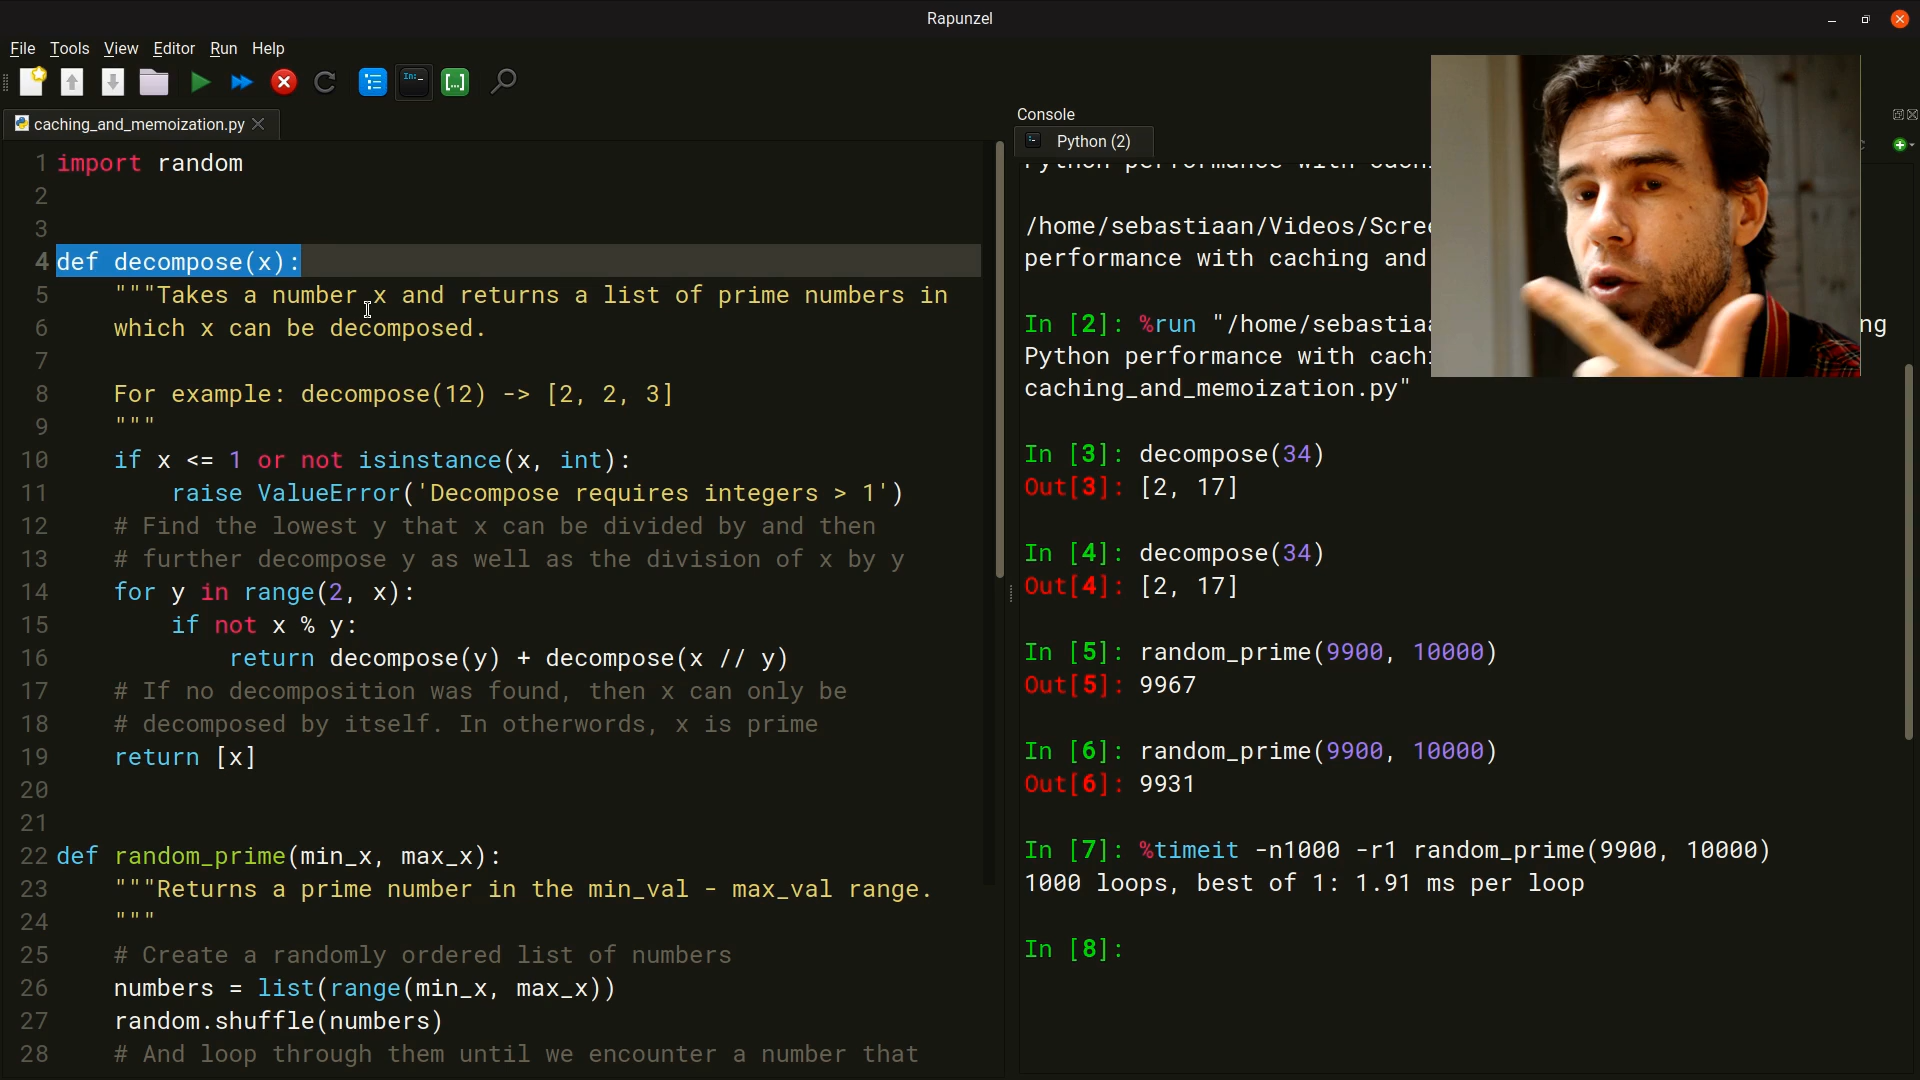 Rapunzel
File Tools View Editor Run Help
caching_and_memoization.py
1 import random
2
3
4 def decompose(x):
5 """Takes a number x and returns a list of prime numbers in
6 which x can be decomposed.
7
8 For example: decompose(12) -> [2, 2, 3]
9 """
10 if x <= 1 or not isinstance(x, int):
11 raise ValueError('Decompose requires integers > 1')
12 # Find the lowest y that x can be divided by and then
13 # further decompose y as well as the division of x by y
14 for y in range(2, x):
15 if not x % y:
16 return decompose(y) + decompose(x // y)
17 # If no decomposition was found, then x can only be
18 # decomposed by itself. In otherwords, x is prime
19 return [x]
20
21
22 def random_prime(min_x, max_x):
23 """Returns a prime number in the min_val - max_val range.
24 """
25 # Create a randomly ordered list of numbers
26 numbers = list(range(min_x, max_x))
27 random.shuffle(numbers)
28 # And loop through them until we encounter a number that
Console
Python (2)
Python performance with
/home/sebastiaan/Videos/Scree
performance with caching and
In [2]: %run "/home/sebastiaa ng
Python performance with cach
caching_and_memoization.py"
In [3]: decompose(34)
Out[3]: [2, 17]
In [4]: decompose(34)
Out[4]: [2, 17]
In [5]: random_prime(9900, 10000)
Out[5]: 9967
In [6]: random_prime(9900, 10000)
Out[6]: 9931
In [7]: %timeit -n1000 -r1 random_prime(9900, 10000)
1000 loops, best of 1: 1.91 ms per loop
In [8]: